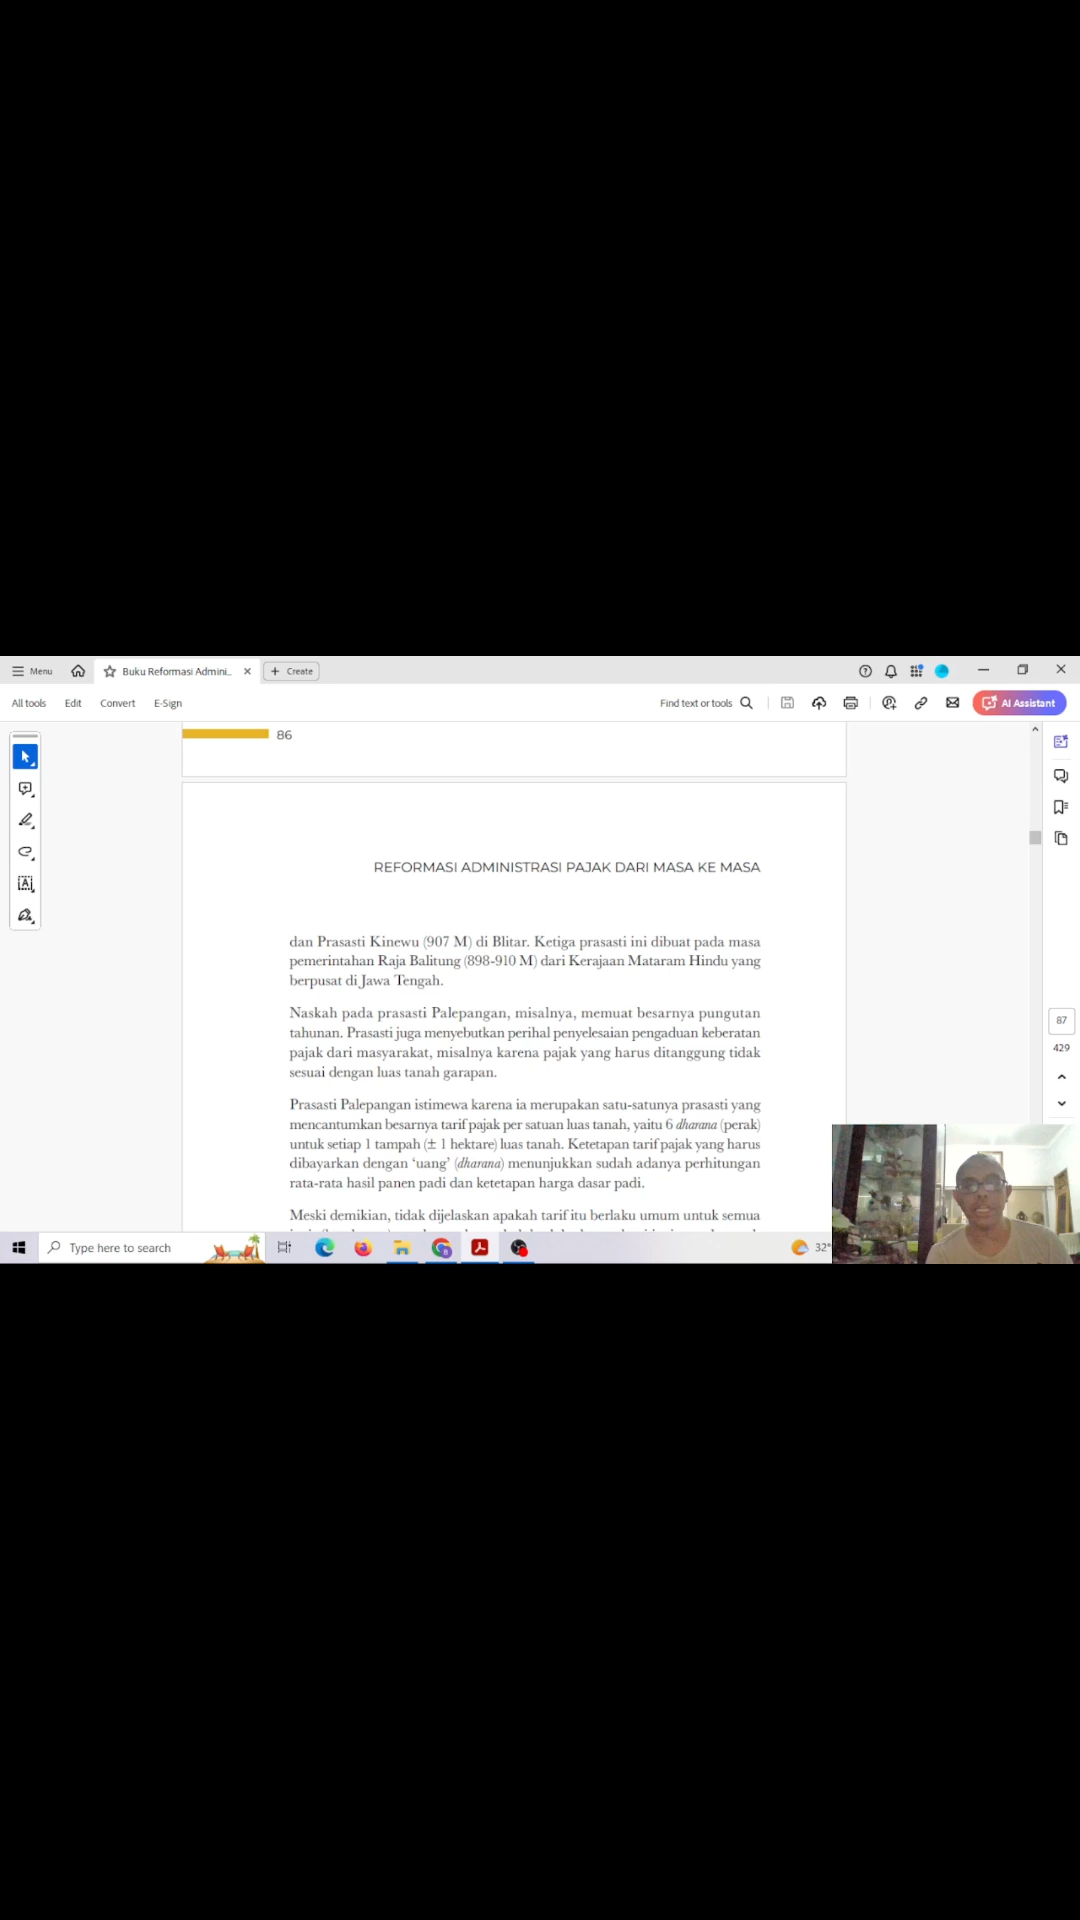 Menu
Buku Reformasi Admini...
Create
All tools
Edit
Convert
E-Sign
Find text or tools
AI Assistant
86
REFORMASI ADMINISTRASI PAJAK DARI MASA KE MASA
dan Prasasti Kinewu (907 M) di Blitar. Ketiga prasasti ini dibuat pada masa
pemerintahan Raja Balitung (898-910 M) dari Kerajaan Mataram Hindu yang
berpusat di Jawa Tengah.
Naskah pada prasasti Palepangan, misalnya, memuat besarnya pungutan
tahunan. Prasasti juga menyebutkan perihal penyelesaian pengaduan keberatan
pajak dari masyarakat, misalnya karena pajak yang harus ditanggung tidak
sesuai dengan luas tanah garapan.
Prasasti Palepangan istimewa karena ia merupakan satu-satunya prasasti yang
mencantumkan besarnya tarif pajak per satuan luas tanah, yaitu 6 dharana (perak)
untuk setiap 1 tampah (± 1 hektare) luas tanah. Ketetapan tarif pajak yang harus
dibayarkan dengan ‘uang’ (dharana) menunjukkan sudah adanya perhitungan
rata-rata hasil panen padi dan ketetapan harga dasar padi.
Meski demikian, tidak dijelaskan apakah tarif itu berlaku umum untuk semua
87
429
Type here to search
32°